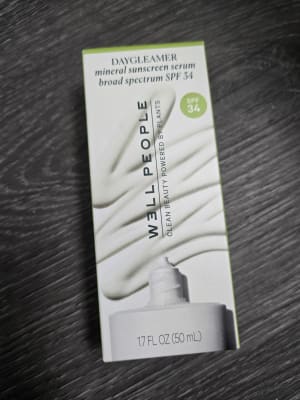 DAYGLEAMER
mineral sunscreen serum
broad spectrum SPF 34
SPF
34
W3LL PEOPLE
CLEAN BEAUTY POWERED BY PLANTS
1.7 FL OZ (50 mL)